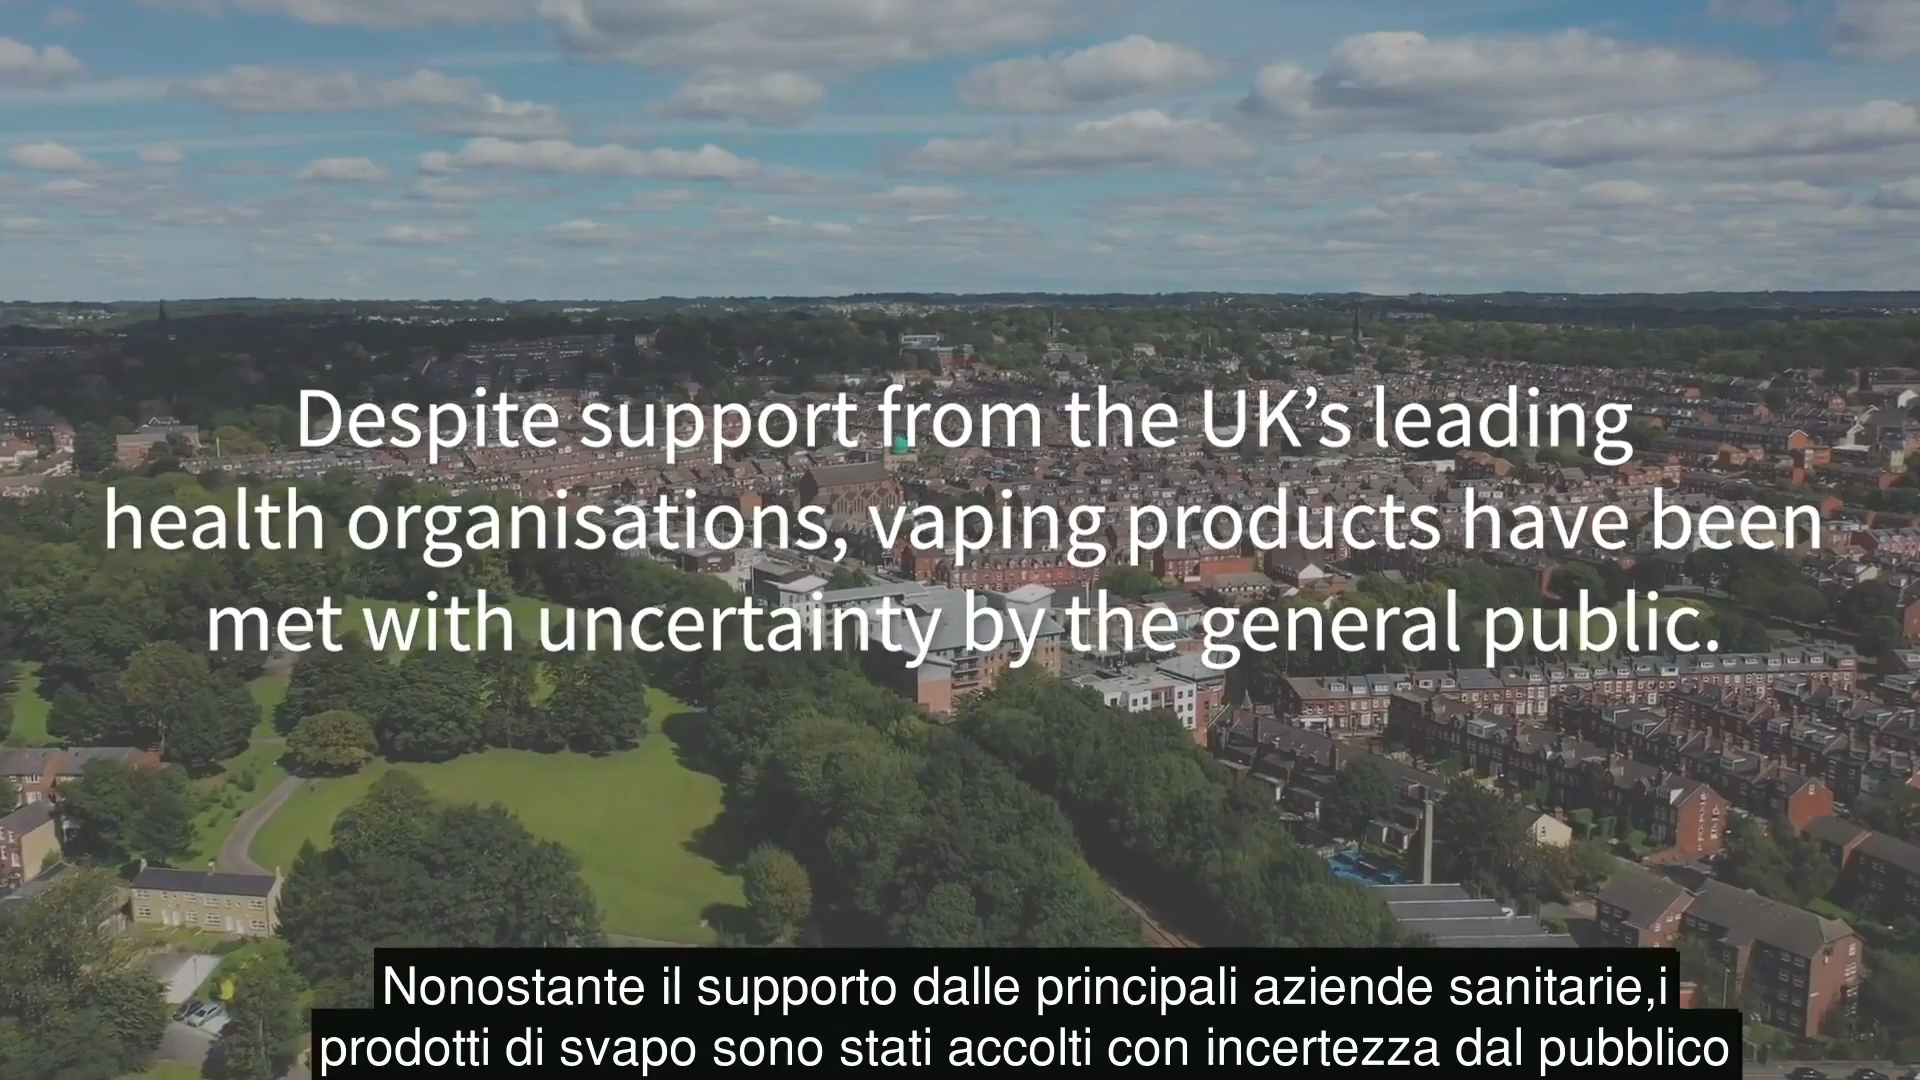 Despite support from the UK’s leading
health organisations, vaping products have been
met with uncertainty by the general public.
Nonostante il supporto dalle principali aziende sanitarie,i
prodotti di svapo sono stati accolti con incertezza dal pubblico